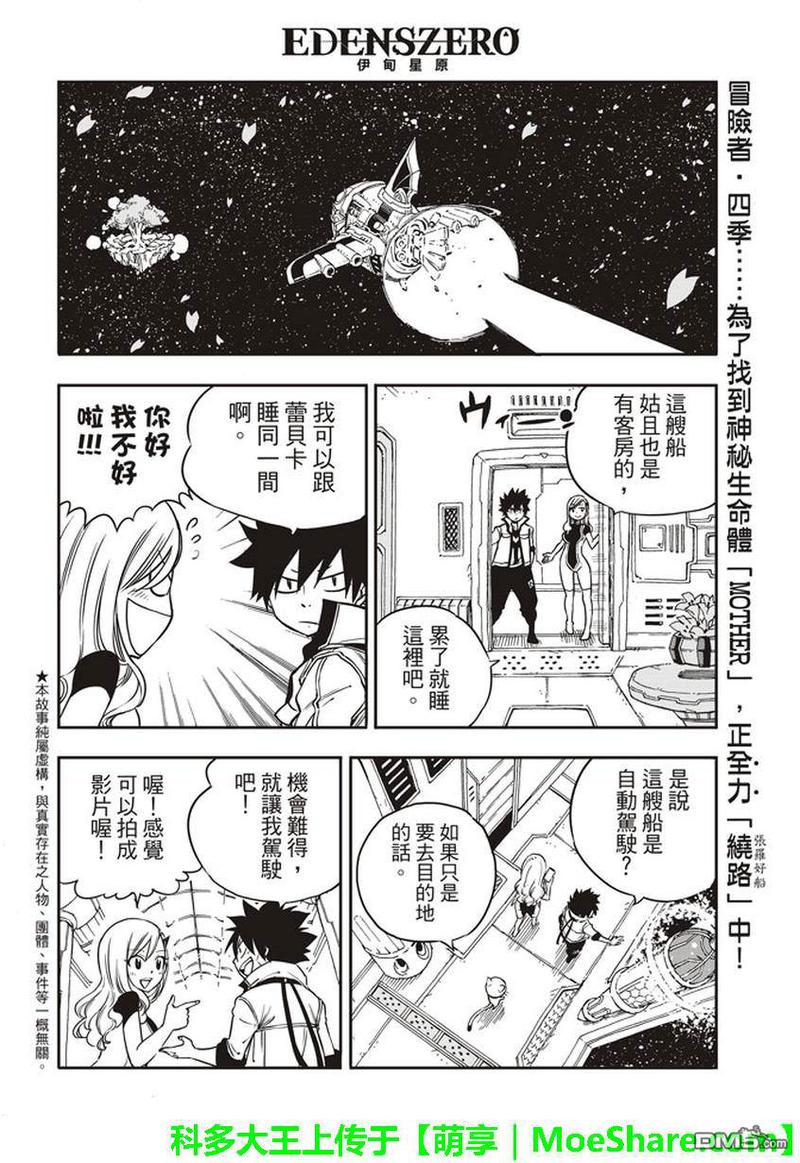 EDENSZERO
伊甸星原
冒險者・四季……為了找到神秘生命體「MOTHER」，正全力「繞路」中！
張羅好船
這艘船
姑且也是
有客房的，
ウィ
累了就睡
這裡吧。
我可以跟
蕾貝卡
睡同一間
啊。
你好
我不好
啦!!!
是說
這艘船是
自動駕駛？
如果只是
要去目的地
的話。
機會難得，
就讓我駕駛
吧！
喔！感覺
可以拍成
影片喔！
★本故事純屬虛構，與真實存在之人物、團體、事件等一概無關。
科多大王上传于【萌享｜MoeShare.com】